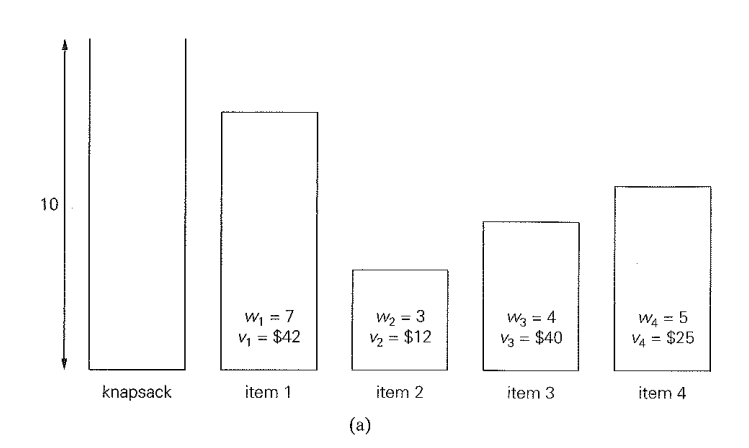 10
w₁ = 7
v₁ = $42
w₂ = 3
v₂ = $12
w₃ = 4
v₃ = $40
w₄ = 5
v₄ = $25
knapsack
item 1
item 2
item 3
item 4
(a)